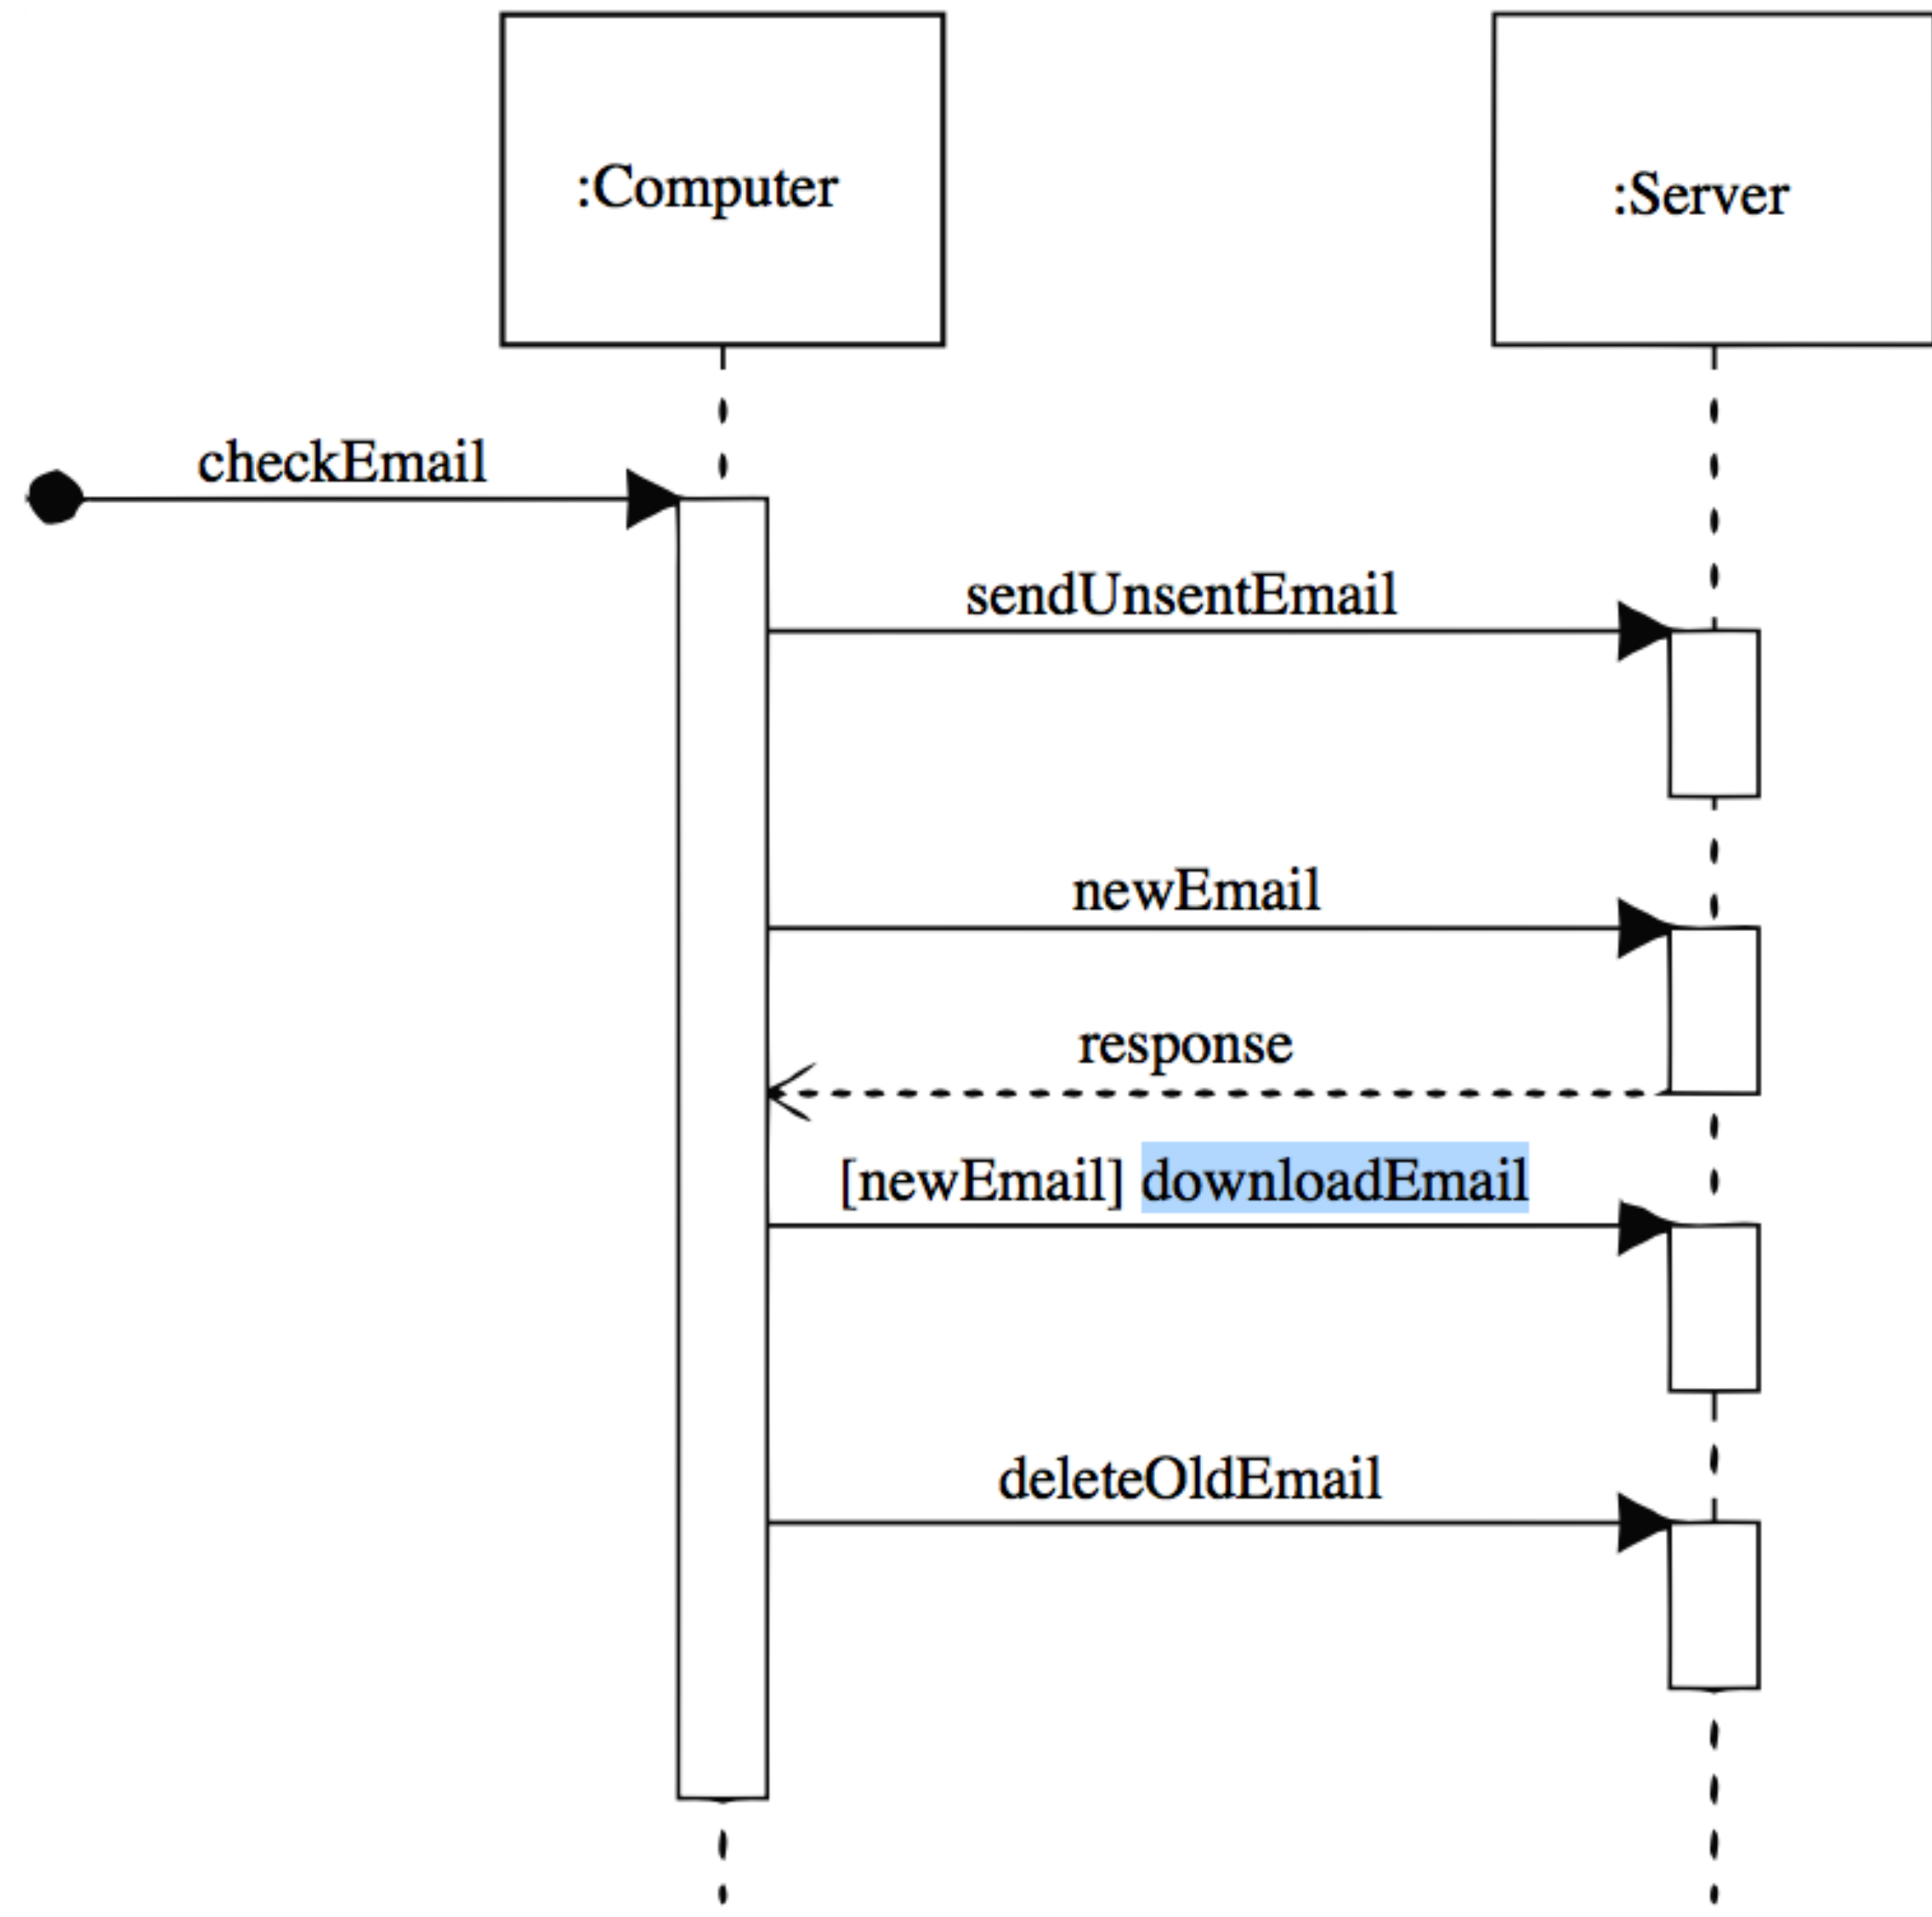 :Computer
:Server
checkEmail
sendUnsentEmail
newEmail
response
[newEmail] downloadEmail
deleteOldEmail